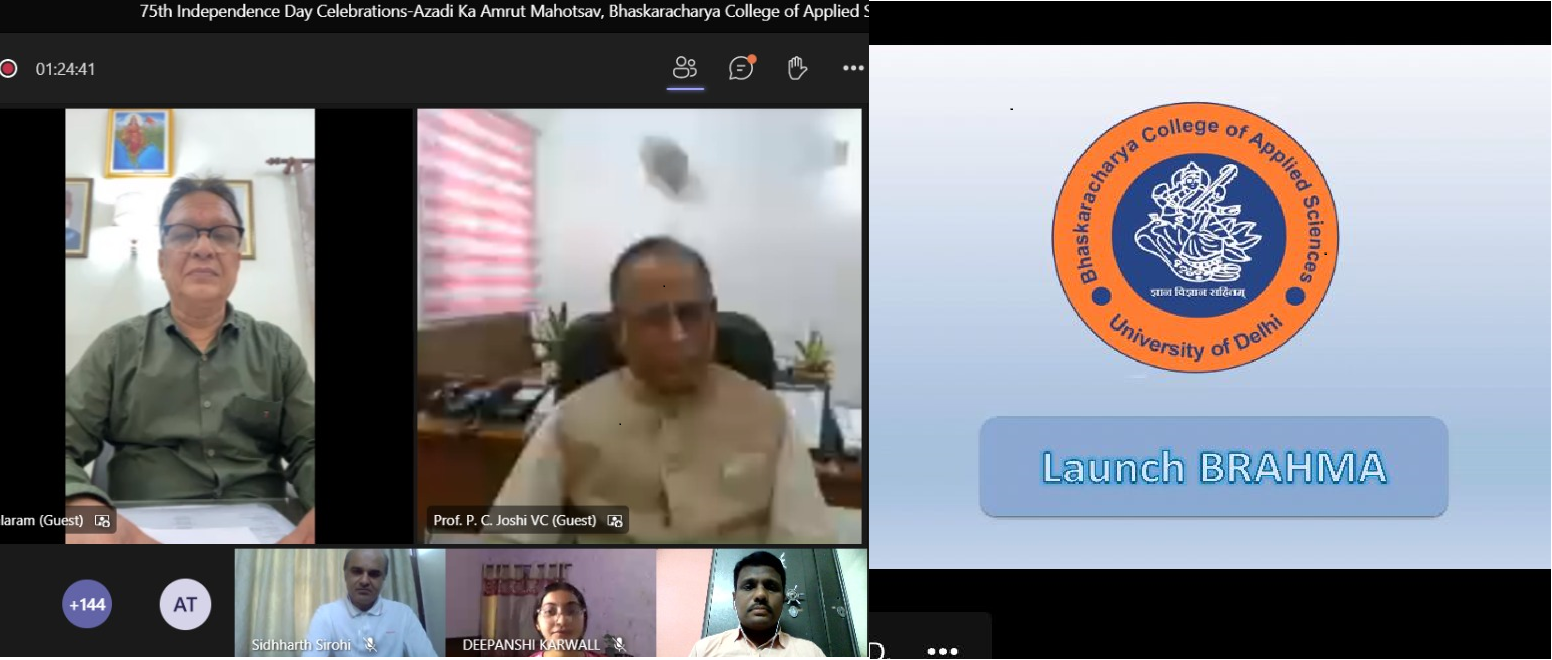 75th Independence Day Celebrations-Azadi Ka Amrut Mahotsav, Bhaskaracharya College of Applied S
01:24:41
laram (Guest)
Prof. P. C. Joshi VC (Guest)
+144
AT
Sidhharth Sirohi
DEEPANSHI KARWALL
Bhaskaracharya College of Applied Sciences
ज्ञान विज्ञान सहितम्
University of Delhi
Launch BRAHMA
D.